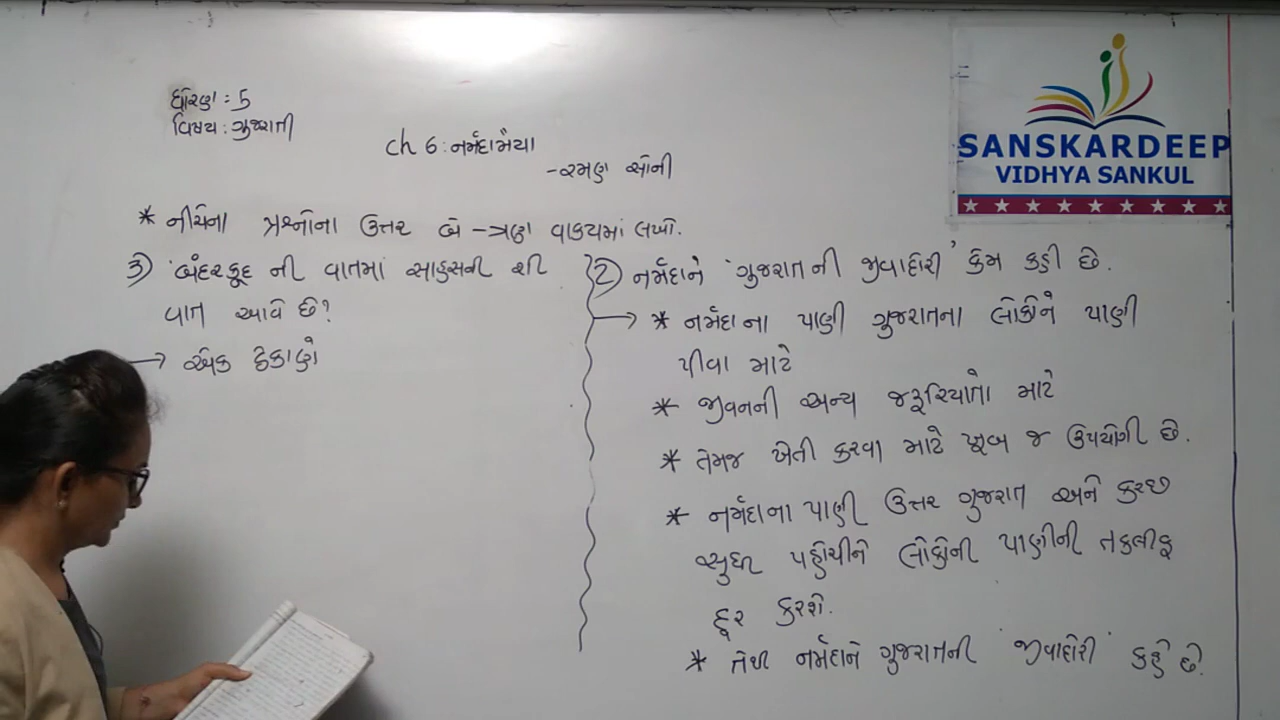 ધોરણ : 5
વિષય : ગુજરાતી
ch 6 : નર્મદામૈયા
- રમણ સોની
* નીચેના પ્રશ્નોના ઉત્તર બે - ત્રણ વાક્યમાં લખો.
3) 'બંદરકૂદ ની વાતમાં સાહસની શી
વાત આવે છે?
→ એક ઠેકાણે
2) નર્મદાને 'ગુજરાત ની જીવાદોરી' કેમ કહી છે.
→ * નર્મદા ના પાણી ગુજરાતના લોકોને પાણી
પીવા માટે
* જીવનની અન્ય જરૂરિયાતો માટે
* તેમજ ખેતી કરવા માટે ખૂબ જ ઉપયોગી છે.
* નર્મદાના પાણી ઉત્તર ગુજરાત અને કચ્છ
સુધી પહોંચીને લોકોની પાણીની તકલીફ
દૂર કરશે.
* તેથી નર્મદાને ગુજરાતની 'જીવાદોરી' કહે છે.
SANSKARDEEP
VIDHYA SANKUL